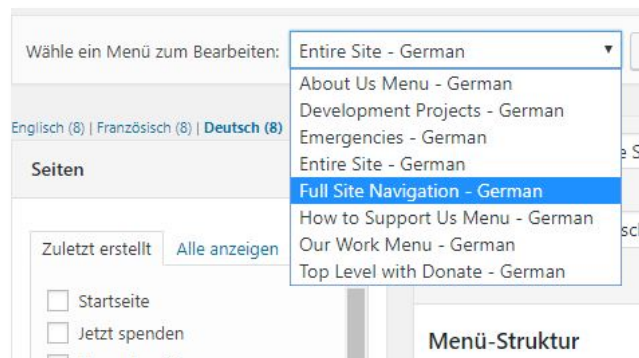 Wähle ein Menü zum Bearbeiten: Entire Site - German
About Us Menu - German
Development Projects - German
Emergencies - German
Entire Site - German
Full Site Navigation - German
How to Support Us Menu - German
Our Work Menu - German
Top Level with Donate - German
Englisch (8) | Französisch (8) | Deutsch (8)
Seiten
Zuletzt erstellt Alle anzeigen
Startseite
Jetzt spenden
Menü-Struktur